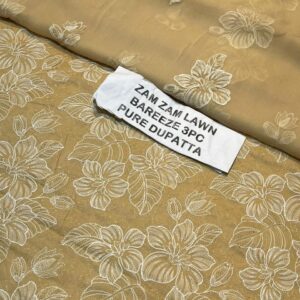 ZAM ZAM LAWN
BAREEZE 3PC
PURE DUPATTA